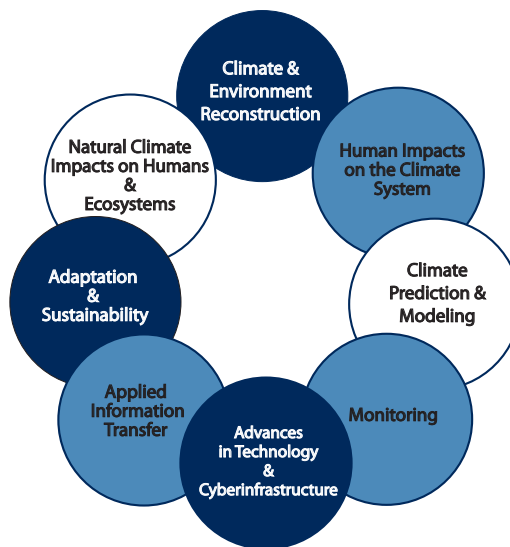 Climate &
Environment
Reconstruction
Human Impacts
on the Climate
System
Climate
Prediction &
Modeling
Monitoring
Advances
in Technology
&
Cyberinfrastructure
Applied
Information
Transfer
Adaptation
&
Sustainability
Natural Climate
Impacts on Humans
&
Ecosystems